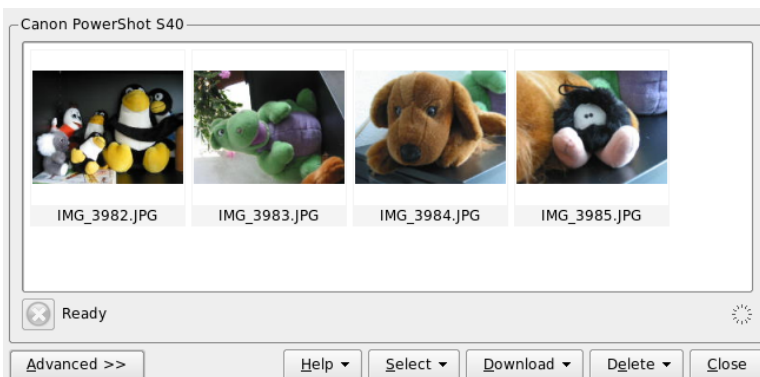 Canon PowerShot S40
IMG_3982.JPG
IMG_3983.JPG
IMG_3984.JPG
IMG_3985.JPG
Ready
Advanced >>
Help
Select
Download
Delete
Close